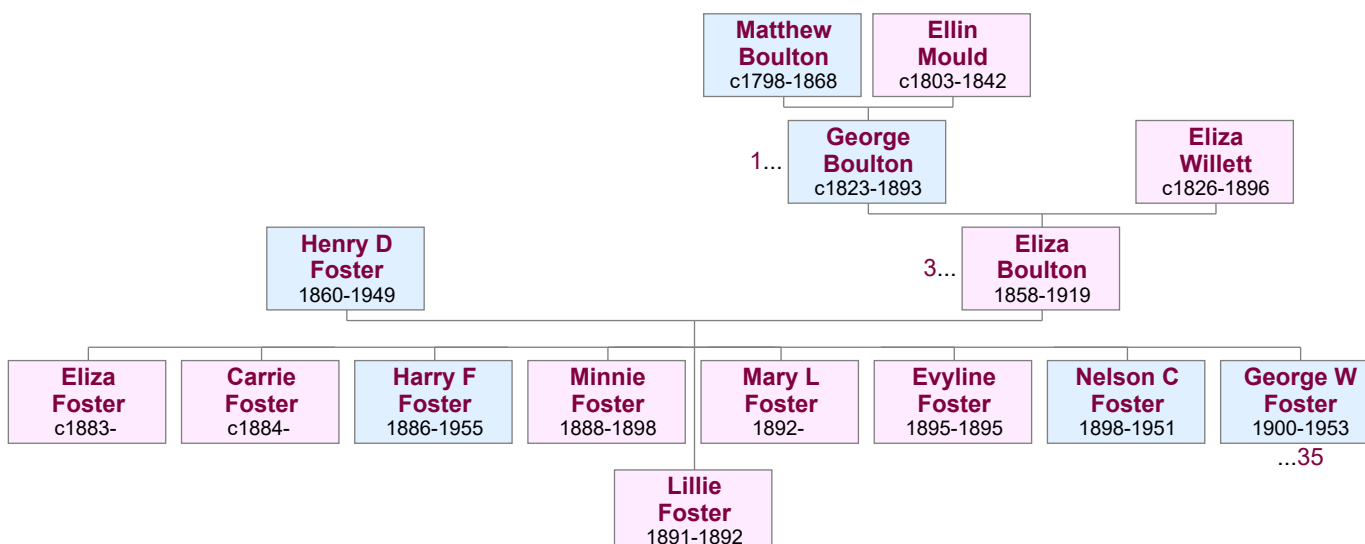 Matthew
Boulton
c1798-1868
Ellin
Mould
c1803-1842
1...
George
Boulton
c1823-1893
Eliza
Willett
c1826-1896
Henry D
Foster
1860-1949
3...
Eliza
Boulton
1858-1919
Eliza
Foster
c1883-
Carrie
Foster
c1884-
Harry F
Foster
1886-1955
Minnie
Foster
1888-1898
Mary L
Foster
1892-
Evyline
Foster
1895-1895
Nelson C
Foster
1898-1951
George W
Foster
1900-1953
...35
Lillie
Foster
1891-1892